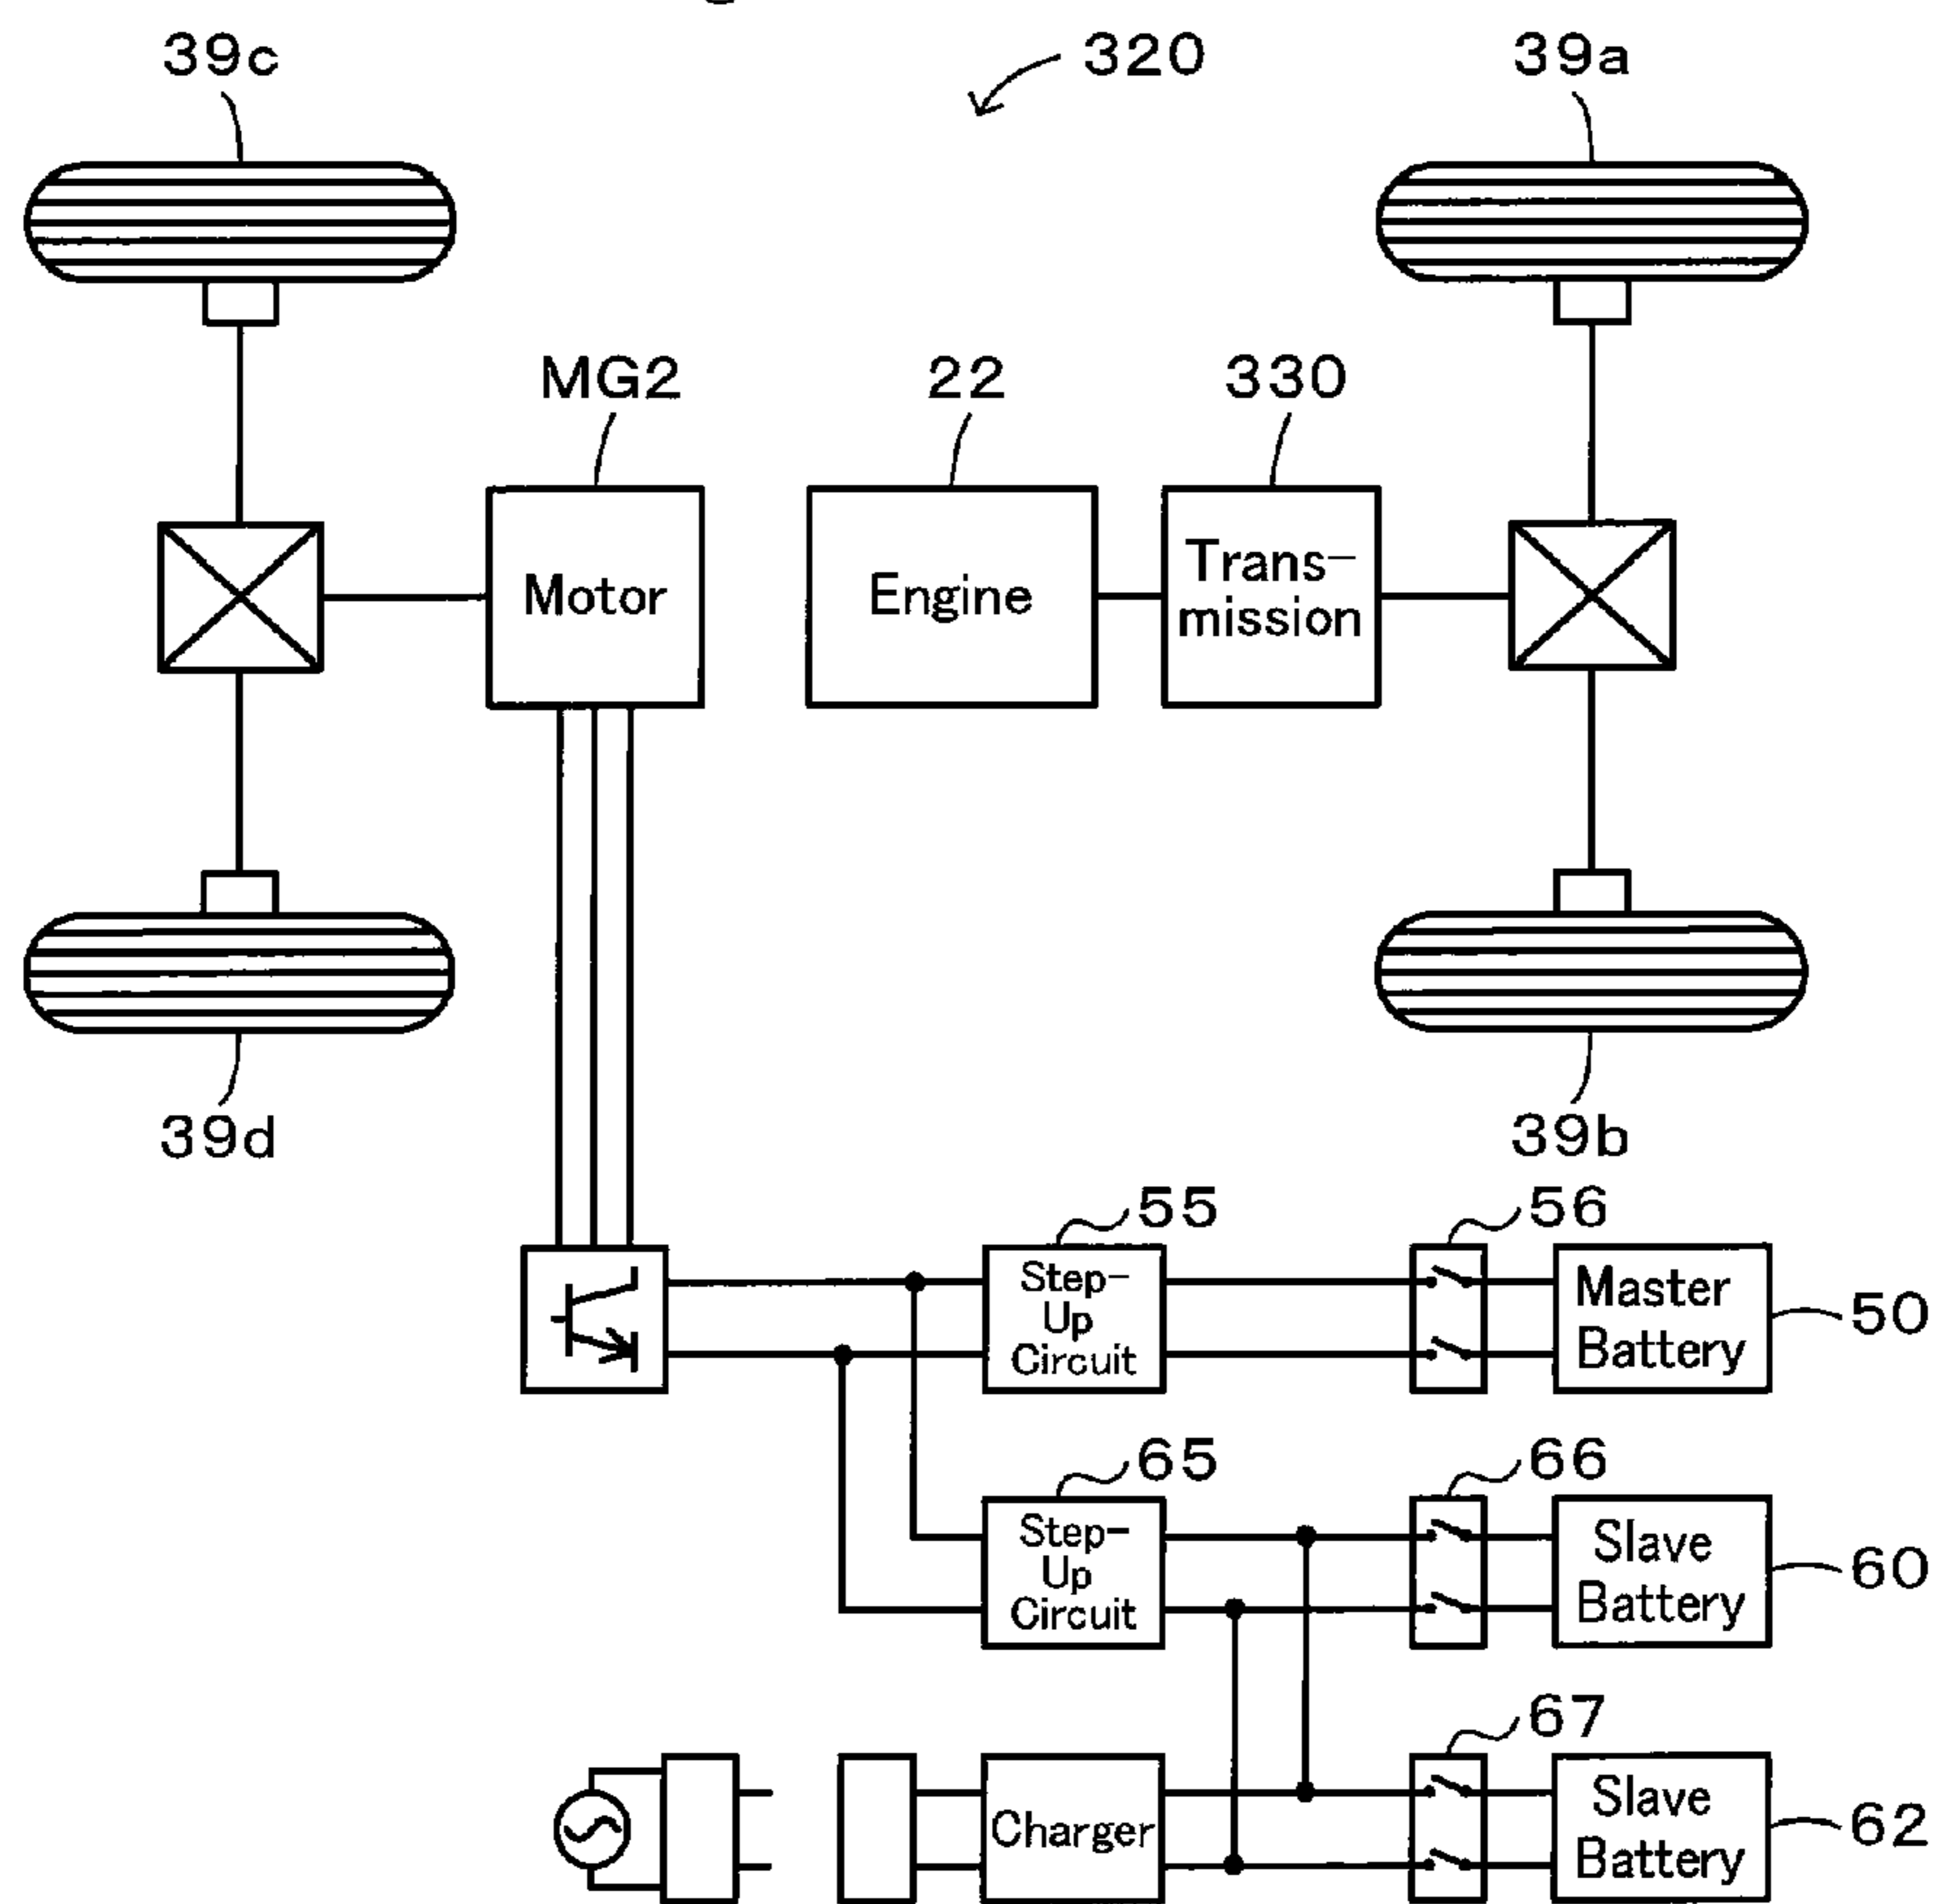 39c
320
39a
MG2
22
330
Motor
Engine
Trans-
mission
39d
39b
55
56
Step-
Up
Circuit
Master
Battery
50
65
66
Step-
Up
Circuit
Slave
Battery
60
67
Charger
Slave
Battery
62